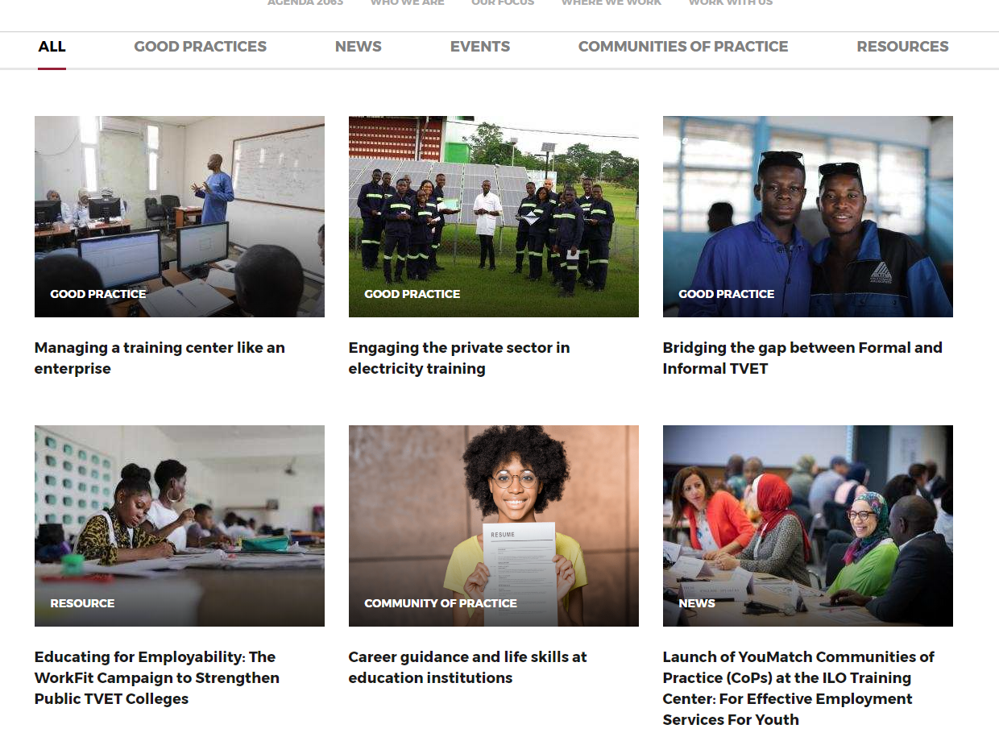 AGENDA 2063 WHO WE ARE OUR FOCUS WHERE WE WORK WORK WITH US
ALL GOOD PRACTICES NEWS EVENTS COMMUNITIES OF PRACTICE RESOURCES
GOOD PRACTICE
GOOD PRACTICE
GOOD PRACTICE
Managing a training center like an
enterprise
Engaging the private sector in
electricity training
Bridging the gap between Formal and
Informal TVET
RESOURCE
RESUME
COMMUNITY OF PRACTICE
NEWS
Educating for Employability: The
WorkFit Campaign to Strengthen
Public TVET Colleges
Career guidance and life skills at
education institutions
Launch of YouMatch Communities of
Practice (CoPs) at the ILO Training
Center: For Effective Employment
Services For Youth